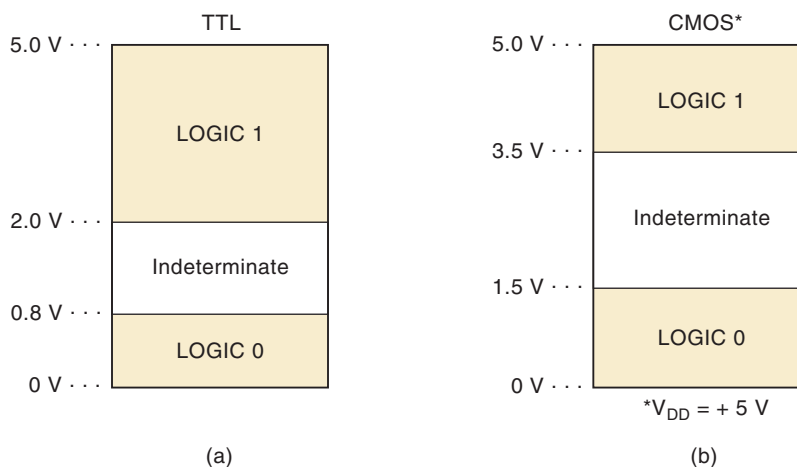 TTL
5.0 V · · ·
LOGIC 1
2.0 V · · ·
Indeterminate
0.8 V · · ·
LOGIC 0
0 V · · ·
(a)
CMOS*
5.0 V · · ·
LOGIC 1
3.5 V · · ·
Indeterminate
1.5 V · · ·
LOGIC 0
0 V · · ·
*VDD = + 5 V
(b)